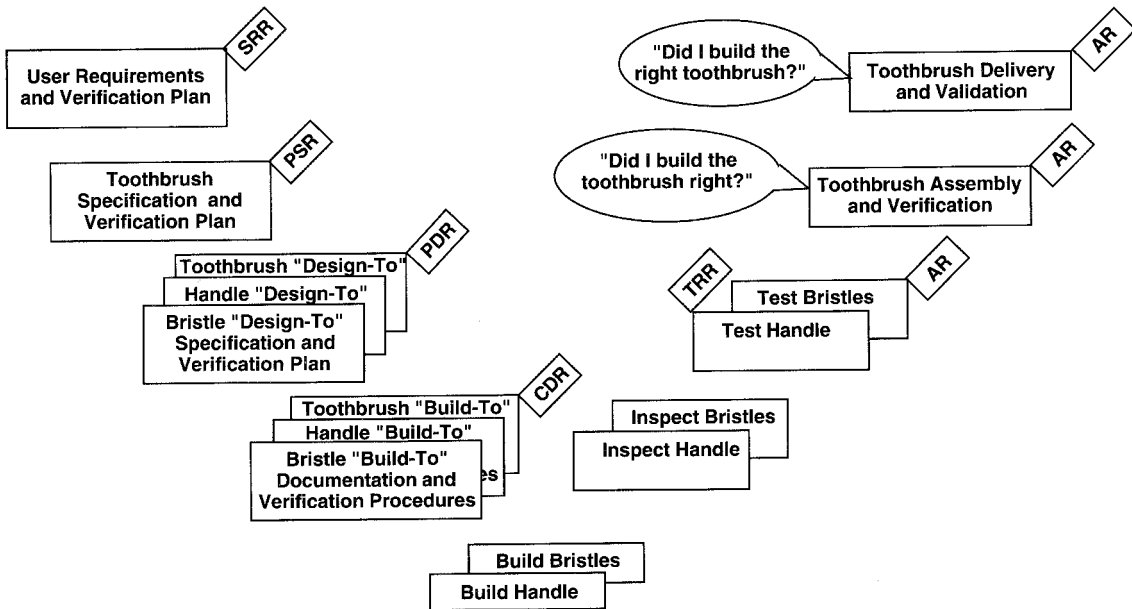 SRR
User Requirements
and Verification Plan
"Did I build the
right toothbrush?"
AR
Toothbrush Delivery
and Validation
PSR
Toothbrush
Specification and
Verification Plan
"Did I build the
toothbrush right?"
AR
Toothbrush Assembly
and Verification
PDR
Toothbrush "Design-To"
Handle "Design-To"
Bristle "Design-To"
Specification and
Verification Plan
TRR
AR
Test Bristles
Test Handle
CDR
Toothbrush "Build-To"
Handle "Build-To"
Bristle "Build-To"
Documentation and
Verification Procedures
es
Inspect Bristles
Inspect Handle
Build Bristles
Build Handle